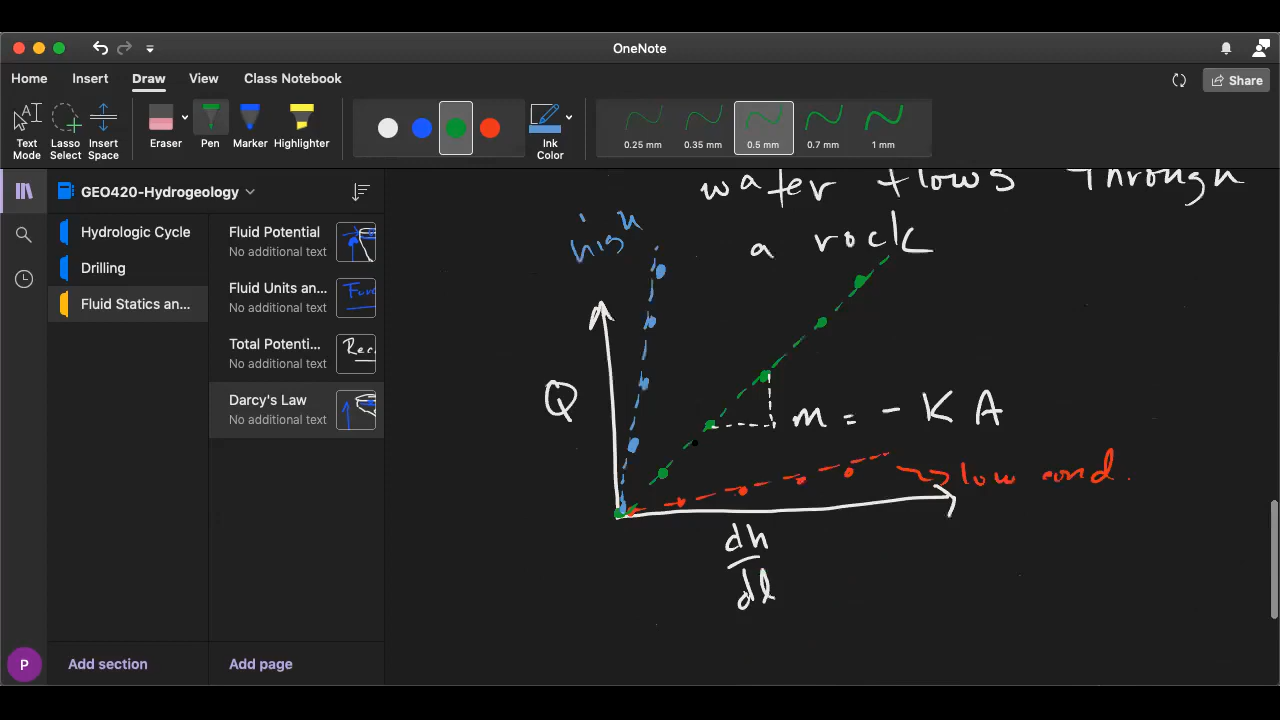 OneNote
Home Insert Draw View Class Notebook
Share
Text Mode
Lasso Select
Insert Space
Eraser
Pen
Marker
Highlighter
Ink Color
0.25 mm
0.35 mm
0.5 mm
0.7 mm
1 mm
GEO420-Hydrogeology
Hydrologic Cycle
Drilling
Fluid Statics an...
Fluid Potential
No additional text
Fluid Units an...
No additional text
Total Potenti...
No additional text
Rec
Darcy's Law
No additional text
P
Add section
Add page
water flows through
a rock
high
Q
m = - K A
low cond.
dh
dl